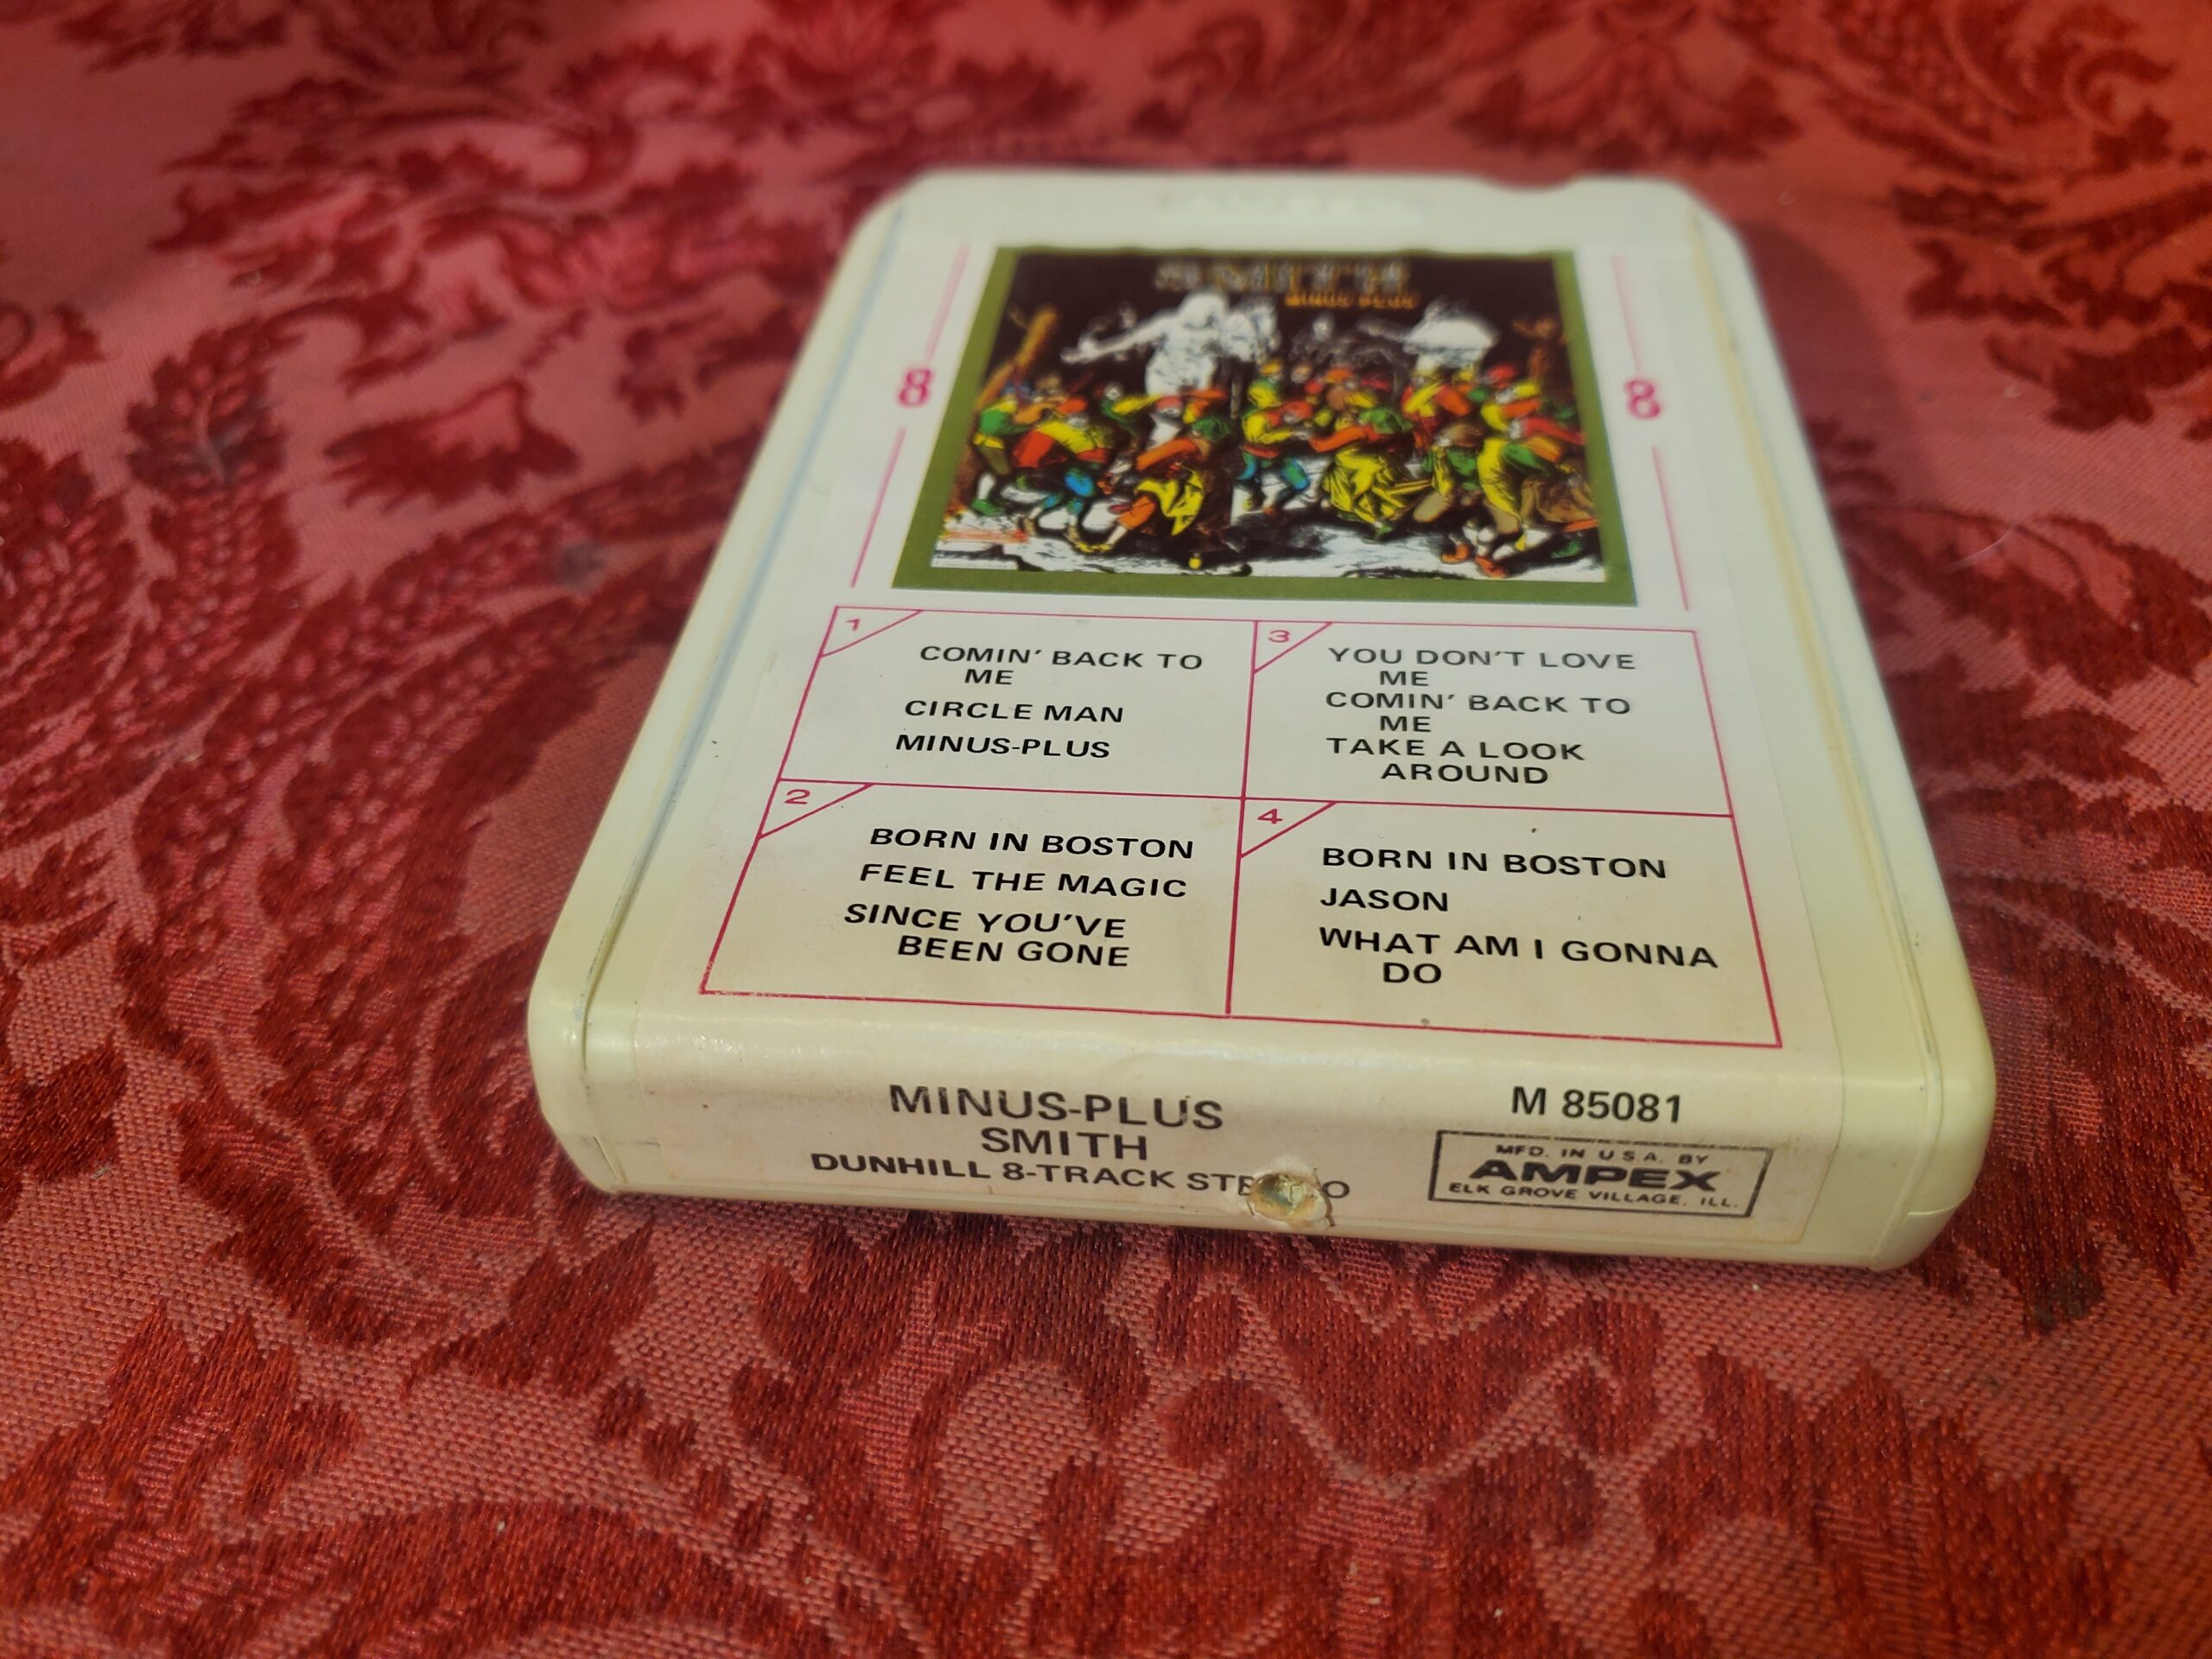 SMITH
MINUS-PLUS
8
8
1
COMIN' BACK TO
ME
CIRCLE MAN
MINUS-PLUS
2
BORN IN BOSTON
FEEL THE MAGIC
SINCE YOU'VE
BEEN GONE
3
YOU DON'T LOVE
ME
COMIN' BACK TO
ME
TAKE A LOOK
AROUND
4
BORN IN BOSTON
JASON
WHAT AM I GONNA
DO
MINUS-PLUS
SMITH
DUNHILL 8-TRACK STE O
M 85081
MFD. IN U.S.A. BY
AMPEX
ELK GROVE VILLAGE, ILL.